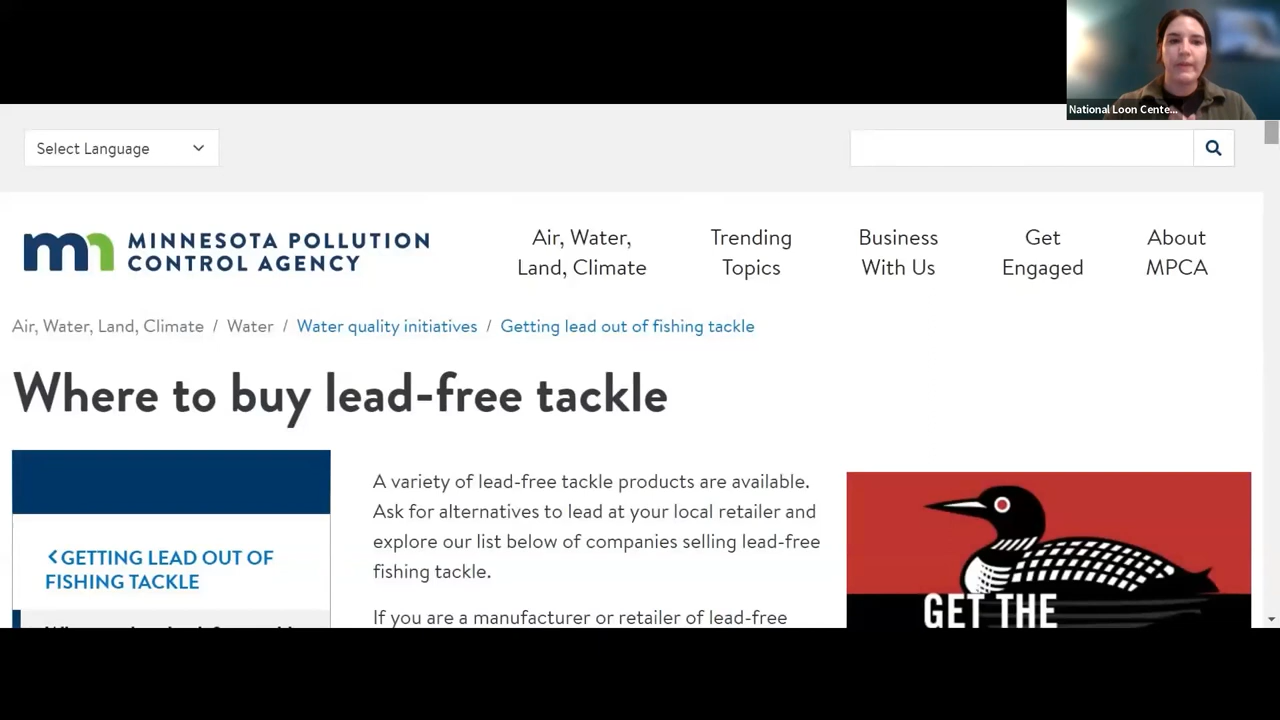 National Loon Cente...
Select Language
MINNESOTA POLLUTION
CONTROL AGENCY
Air, Water,
Land, Climate
Trending
Topics
Business
With Us
Get
Engaged
About
MPCA
Air, Water, Land, Climate / Water / Water quality initiatives / Getting lead out of fishing tackle
Where to buy lead-free tackle
GETTING LEAD OUT OF
FISHING TACKLE
A variety of lead-free tackle products are available.
Ask for alternatives to lead at your local retailer and
explore our list below of companies selling lead-free
fishing tackle.
If you are a manufacturer or retailer of lead-free
GET THE